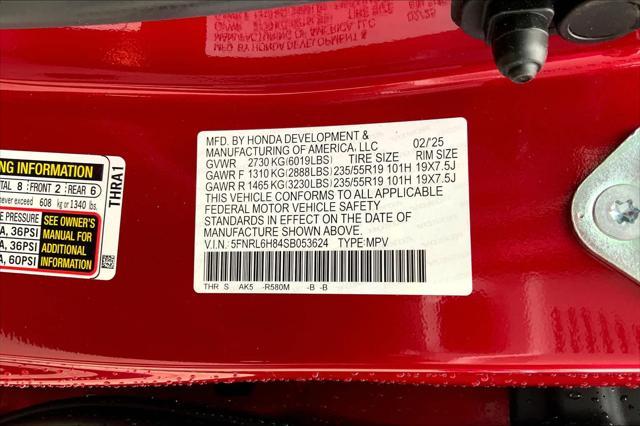 MFD. BY HONDA DEVELOPMENT &
MANUFACTURING OF AMERICA, LLC 02/'25
GVWR 2730 KG(6019LBS) TIRE SIZE RIM SIZE
GAWR F 1310 KG(2888LBS) 235/55R19 101H 19X7.5J
GAWR R 1465 KG(3230LBS) 235/55R19 101H 19X7.5J
THIS VEHICLE CONFORMS TO ALL APPLICABLE
FEDERAL MOTOR VEHICLE SAFETY
STANDARDS IN EFFECT ON THE DATE OF
MANUFACTURE SHOWN ABOVE.
V.I.N.: 5FNRL6H84SB053624 TYPE:MPV
THR S AK5 -R580M -B -B
ING INFORMATION
TAL 8 FRONT 2 REAR 6
never exceed 608 kg or 1340 lbs.
E PRESSURE
A, 36PSI
A, 36PSI
A, 60PSI
SEE OWNER'S
MANUAL FOR
ADDITIONAL
INFORMATION
THRA1